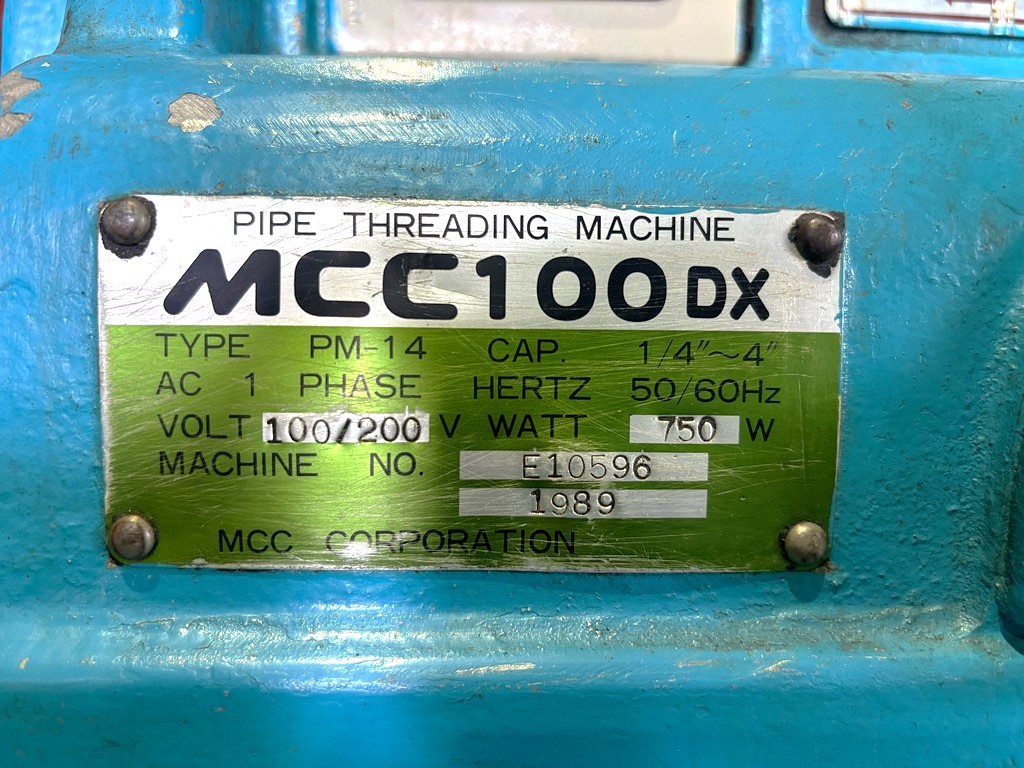 PIPE THREADING MACHINE
MCC100DX
TYPE PM-14 CAP. 1/4"~4"
AC 1 PHASE HERTZ 50/60Hz
VOLT 100/200 V WATT 750 W
MACHINE NO. E10596
1989
MCC CORPORATION